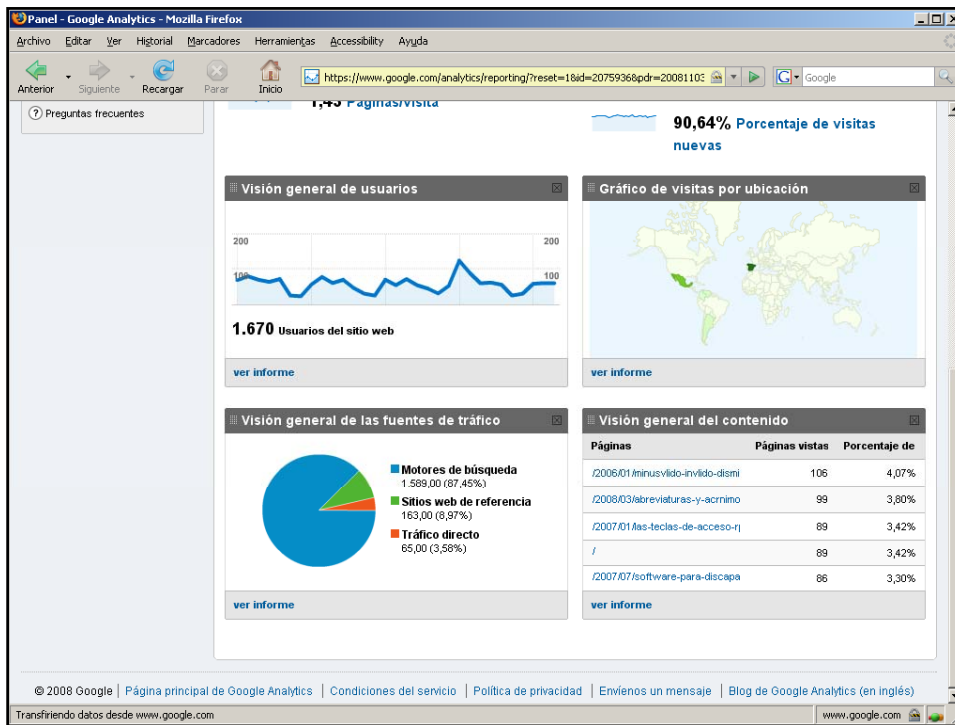 Panel - Google Analytics - Mozilla Firefox
Archivo Editar Ver Historial Marcadores Herramientas Accessibility Ayuda
Anterior Siguiente Recargar Parar Inicio https://www.google.com/analytics/reporting/?reset=1&id=2075936&pdr=20081103 G Google
? Preguntas frecuentes
1,43 Páginas/visita
90,64% Porcentaje de visitas
nuevas
Visión general de usuarios
200 200
100 100
1.670 Usuarios del sitio web
ver informe
Gráfico de visitas por ubicación
ver informe
Visión general de las fuentes de tráfico
Motores de búsqueda
1.589,00 (87,45%)
Sitios web de referencia
163,00 (8,97%)
Tráfico directo
65,00 (3,58%)
ver informe
Visión general del contenido
Páginas Páginas vistas Porcentaje de
/2006/01/minusvlido-invlido-dismi 106 4,07%
/2008/03/abreviaturas-y-acrnimo 99 3,80%
/2007/01/las-teclas-de-acceso-rp 89 3,42%
/ 89 3,42%
/2007/07/software-para-discapa 86 3,30%
ver informe
© 2008 Google | Página principal de Google Analytics | Condiciones del servicio | Política de privacidad | Envíenos un mensaje | Blog de Google Analytics (en inglés)
Transfiriendo datos desde www.google.com
www.google.com